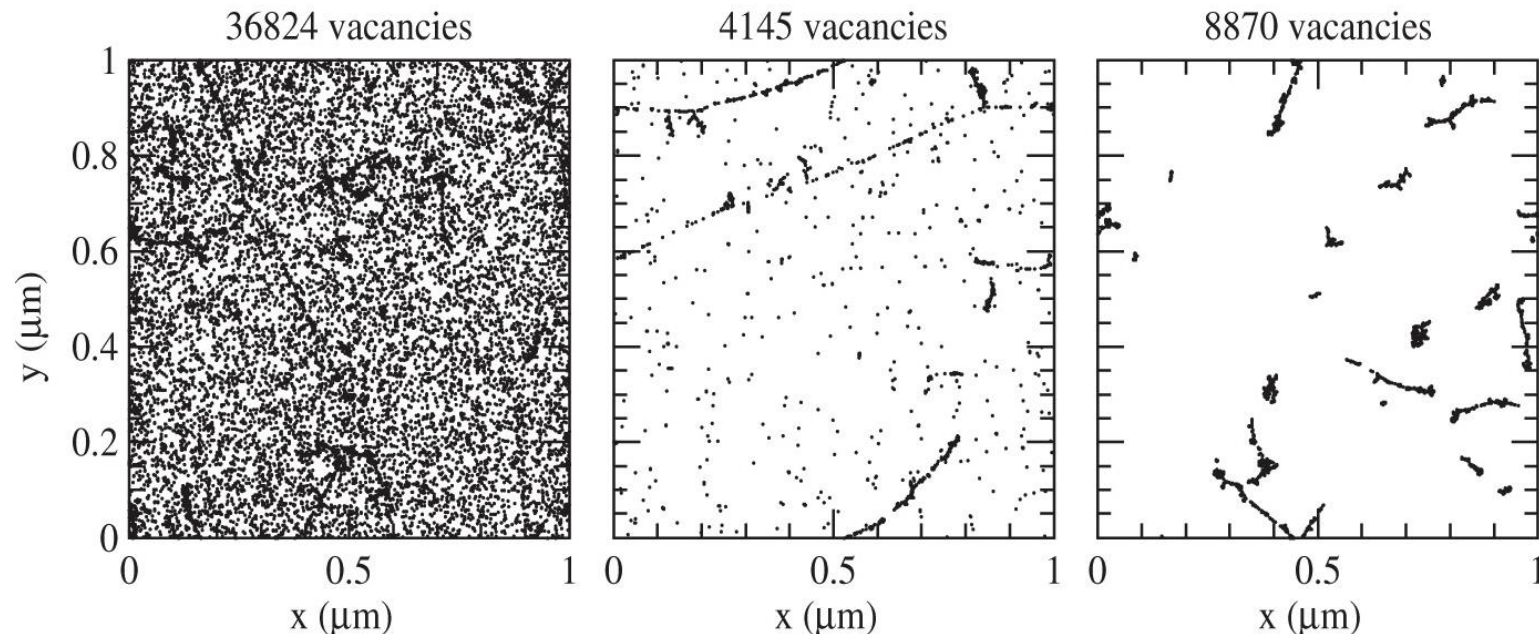 36824 vacancies
4145 vacancies
8870 vacancies
y (μm)
1
0.8
0.6
0.4
0.2
0
0 0.5 1
0 0.5 1
0 0.5 1
x (μm)
x (μm)
x (μm)